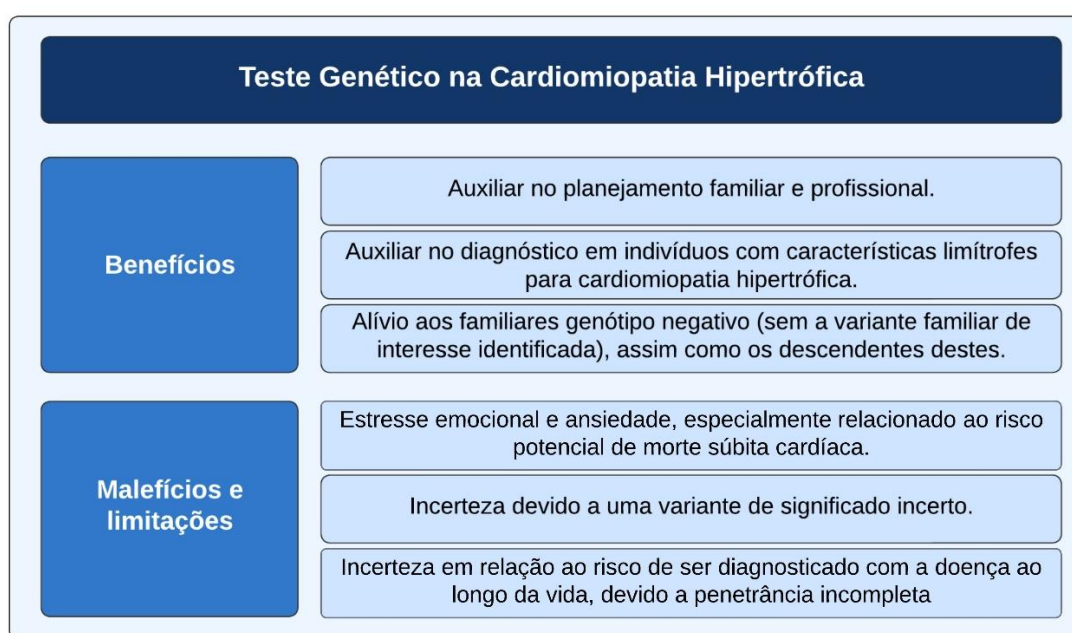 Teste Genético na Cardiomiopatia Hipertrófica
Benefícios
Auxiliar no planejamento familiar e profissional.
Auxiliar no diagnóstico em indivíduos com características limítrofes
para cardiomiopatia hipertrófica.
Alívio aos familiares genótipo negativo (sem a variante familiar de
interesse identificada), assim como os descendentes destes.
Malefícios e
limitações
Estresse emocional e ansiedade, especialmente relacionado ao risco
potencial de morte súbita cardíaca.
Incerteza devido a uma variante de significado incerto.
Incerteza em relação ao risco de ser diagnosticado com a doença ao
longo da vida, devido a penetrância incompleta